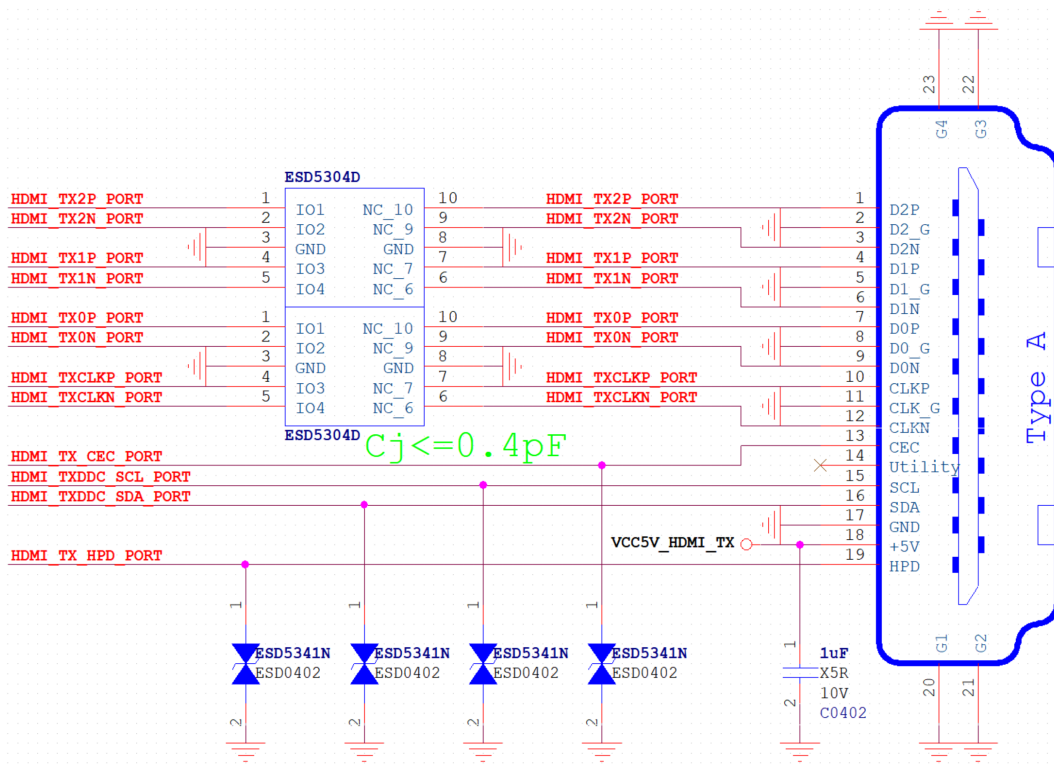 23
22
G4
G3
ESD5304D
HDMI_TX2P_PORT 1 IO1 NC_10 10 HDMI_TX2P_PORT 1 D2P
HDMI_TX2N_PORT 2 IO2 NC_9 9 HDMI_TX2N_PORT 2 D2_G
3 GND GND 8 3 D2N
HDMI_TX1P_PORT 4 IO3 NC_7 7 HDMI_TX1P_PORT 4 D1P
HDMI_TX1N_PORT 5 IO4 NC_6 6 HDMI_TX1N_PORT 5 D1_G
6 D1N
HDMI_TX0P_PORT 1 IO1 NC_10 10 HDMI_TX0P_PORT 7 D0P
HDMI_TX0N_PORT 2 IO2 NC_9 9 HDMI_TX0N_PORT 8 D0_G
3 GND GND 8 9 D0N
HDMI_TXCLKP_PORT 4 IO3 NC_7 7 HDMI_TXCLKP_PORT 10 CLKP
HDMI_TXCLKN_PORT 5 IO4 NC_6 6 HDMI_TXCLKN_PORT 11 CLK_G
12 CLKN
ESD5304D
Cj<=0.4pF
13 CEC
HDMI_TX_CEC_PORT 14 Utility
HDMI_TXDDC_SCL_PORT 15 SCL
HDMI_TXDDC_SDA_PORT 16 SDA
17 GND
VCC5V_HDMI_TX 18 +5V
HDMI_TX_HPD_PORT 19 HPD
Type A
1 1 1 1 1
ESD5341N ESD5341N ESD5341N ESD5341N 1uF
ESD0402 ESD0402 ESD0402 ESD0402 X5R
10V
C0402
2 2 2 2 2
G1
G2
20
21